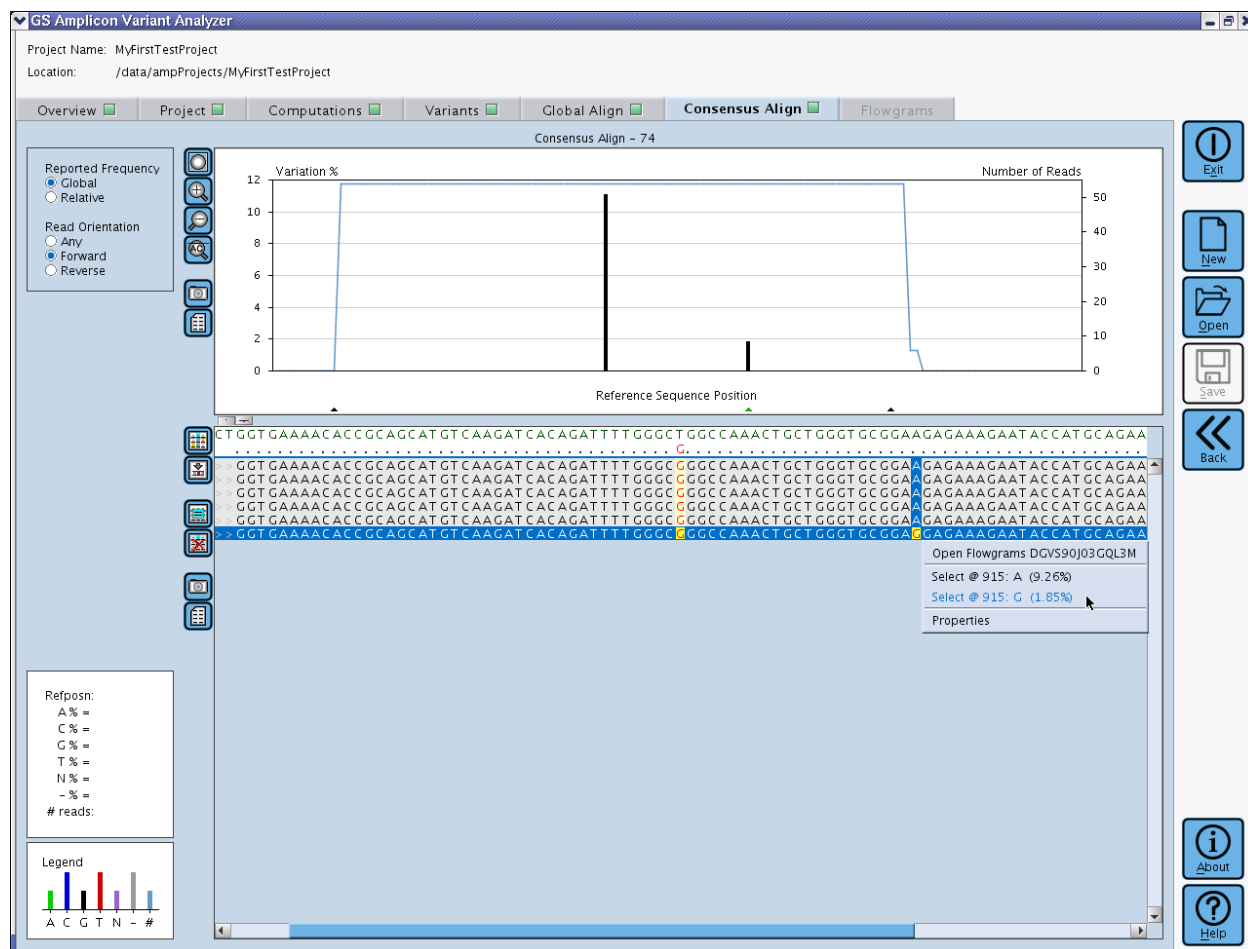 GS Amplicon Variant Analyzer
Project Name: MyFirstTestProject
Location: /data/ampProjects/MyFirstTestProject
Overview Project Computations Variants Global Align Consensus Align Flowgrams
Consensus Align - 74
Reported Frequency
Global
Relative
Read Orientation
Any
Forward
Reverse
Variation %
Number of Reads
12
10
8
6
4
2
0
50
40
30
20
10
0
Reference Sequence Position
CTGGTGAAAACACCGCAGCATGTCAAGATCACAGATTTTGGGCTGGCCAAACTGCTGGGTGCGGAAGAGAAAGAATACCATGCAGAA
G
>>GGTGAAAACACCGCAGCATGTCAAGATCACAGATTTTGGGCGGGCCAAACTGCTGGGTGCGGAAGAGAAAGAATACCATGCAGAA
>>GGTGAAAACACCGCAGCATGTCAAGATCACAGATTTTGGGCGGGCCAAACTGCTGGGTGCGGAAGAGAAAGAATACCATGCAGAA
>>GGTGAAAACACCGCAGCATGTCAAGATCACAGATTTTGGGCGGGCCAAACTGCTGGGTGCGGAAGAGAAAGAATACCATGCAGAA
>>GGTGAAAACACCGCAGCATGTCAAGATCACAGATTTTGGGCGGGCCAAACTGCTGGGTGCGGAAGAGAAAGAATACCATGCAGAA
>>GGTGAAAACACCGCAGCATGTCAAGATCACAGATTTTGGGCGGGCCAAACTGCTGGGTGCGGAAGAGAAAGAATACCATGCAGAA
>>GGTGAAAACACCGCAGCATGTCAAGATCACAGATTTTGGGCGGGCCAAACTGCTGGGTGCGGAGGAGAAAGAATACCATGCAGAA
Open Flowgrams DGVS90J03GQL3M
Select @ 915: A (9.26%)
Select @ 915: G (1.85%)
Properties
Refposn:
A % =
C % =
G % =
T % =
N % =
- % =
# reads:
Legend
A C G T N - #
Exit
New
Open
Save
Back
About
Help